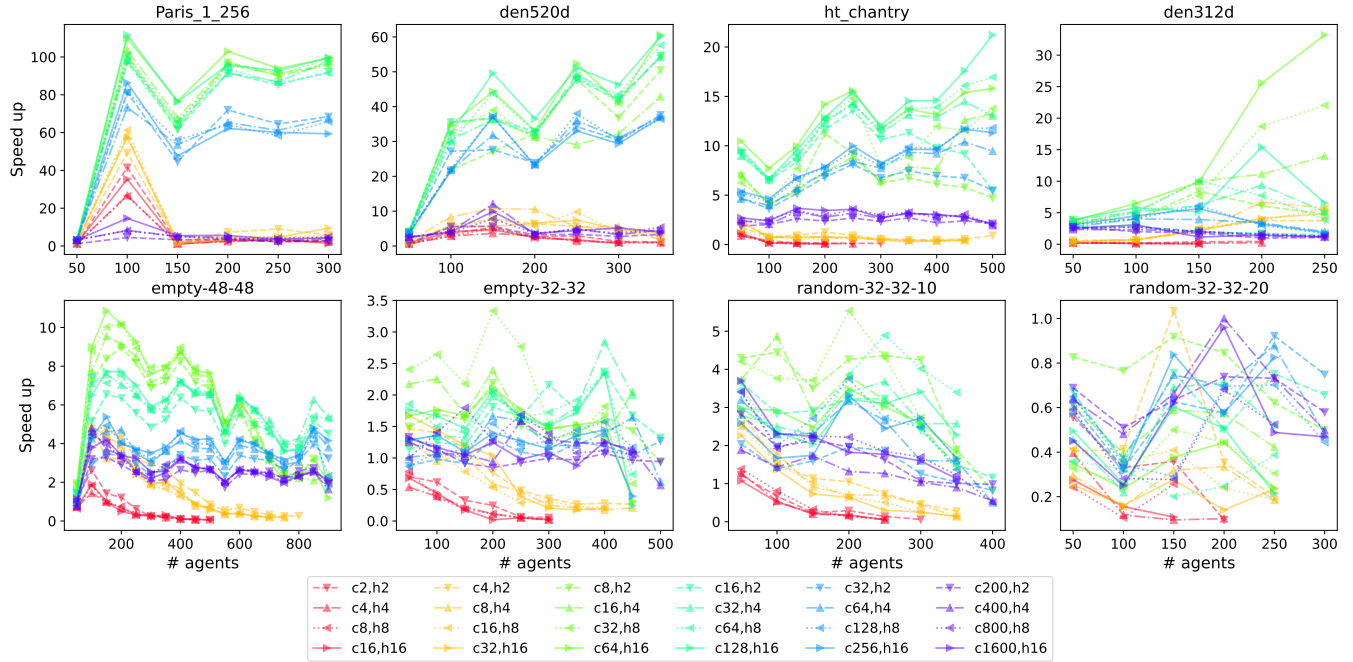 Paris_1_256 den520d ht_chantry den312d
Speed up
100
80
60
40
20
0
50 100 150 200 250 300
60
50
40
30
20
10
0
100 200 300
20
15
10
5
0
100 200 300 400 500
30
25
20
15
10
5
0
50 100 150 200 250
empty-48-48 empty-32-32 random-32-32-10 random-32-32-20
Speed up
10
8
6
4
2
0
200 400 600 800
# agents
3.5
3.0
2.5
2.0
1.5
1.0
0.5
0.0
100 200 300 400 500
# agents
5
4
3
2
1
0
100 200 300 400
# agents
1.0
0.8
0.6
0.4
0.2
50 100 150 200 250 300
# agents
c2,h2 c4,h2 c8,h2 c16,h2 c32,h2 c200,h2
c4,h4 c8,h4 c16,h4 c32,h4 c64,h4 c400,h4
c8,h8 c16,h8 c32,h8 c64,h8 c128,h8 c800,h8
c16,h16 c32,h16 c64,h16 c128,h16 c256,h16 c1600,h16